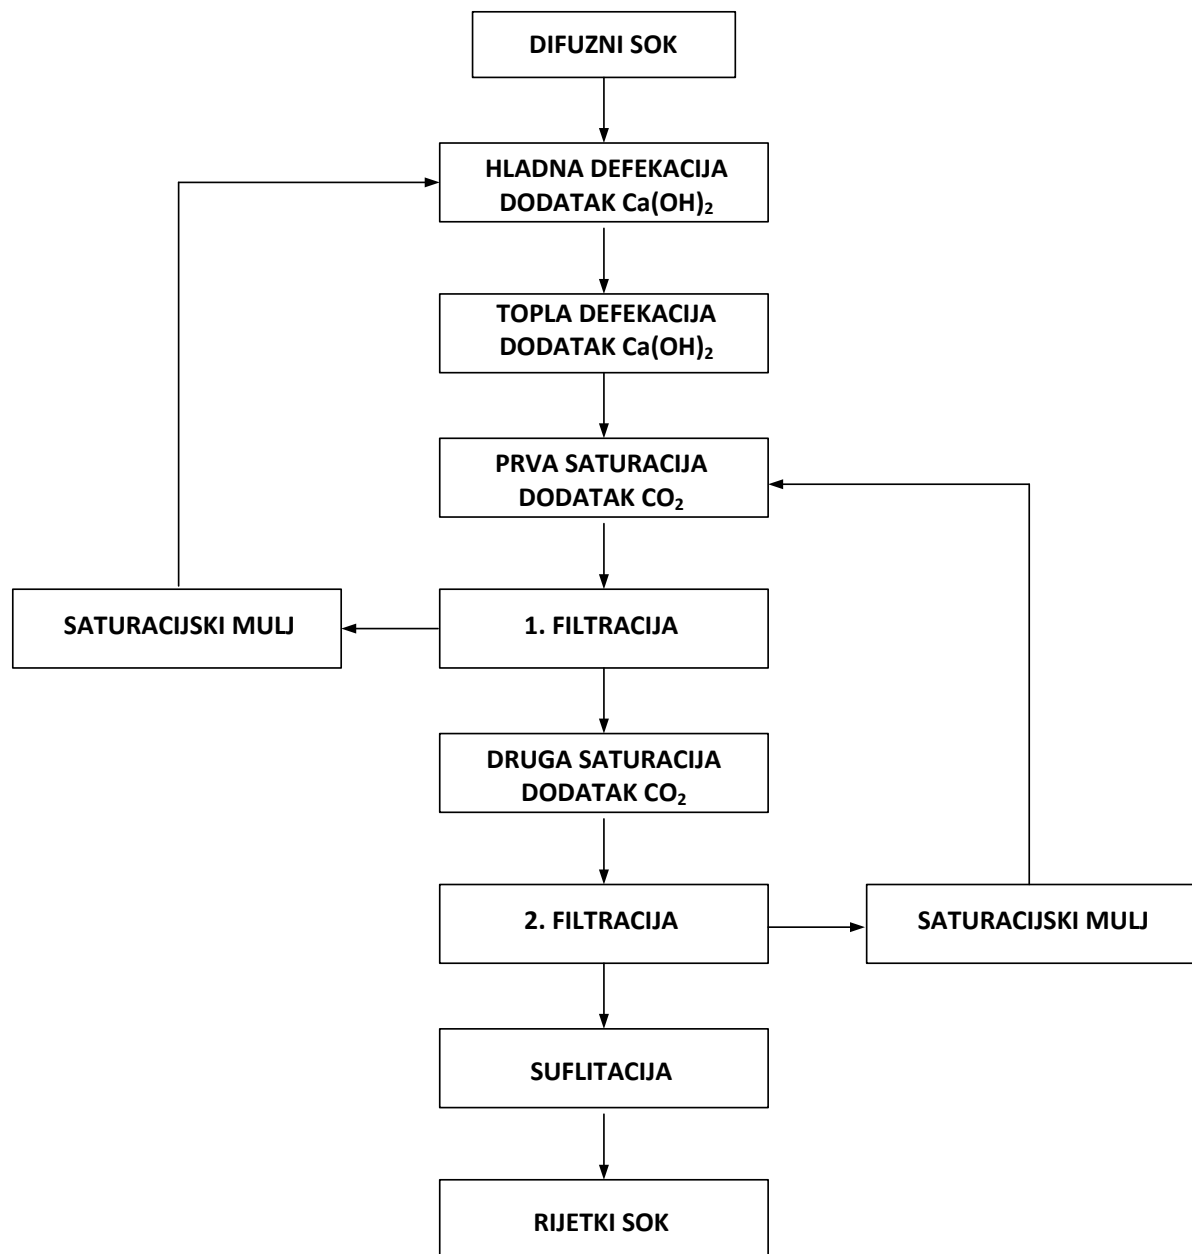 DIFUZNI SOK
HLADNA DEFEKACIJA
DODATAK Ca(OH)₂
TOPLA DEFEKACIJA
DODATAK Ca(OH)₂
PRVA SATURACIJA
DODATAK CO₂
SATURACIJSKI MULJ
1. FILTRACIJA
DRUGA SATURACIJA
DODATAK CO₂
2. FILTRACIJA
SATURACIJSKI MULJ
SUFLITACIJA
RIJETKI SOK